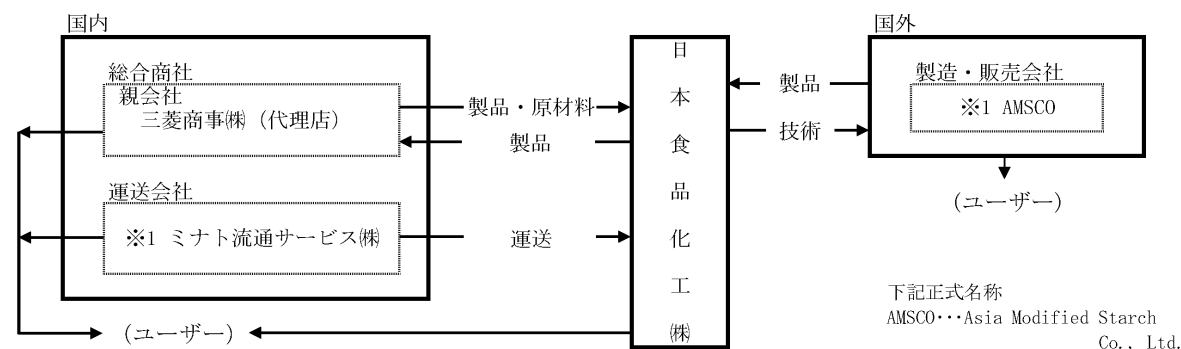 国内
総合商社
親会社
三菱商事㈱（代理店）
運送会社
※1 ミナト流通サービス㈱
製品・原材料
製品
運送
(ユーザー)
日本食品化工㈱
国外
製造・販売会社
※1 AMSCO
製品
技術
(ユーザー)
下記正式名称
AMSCO･･･Asia Modified Starch
Co., Ltd.